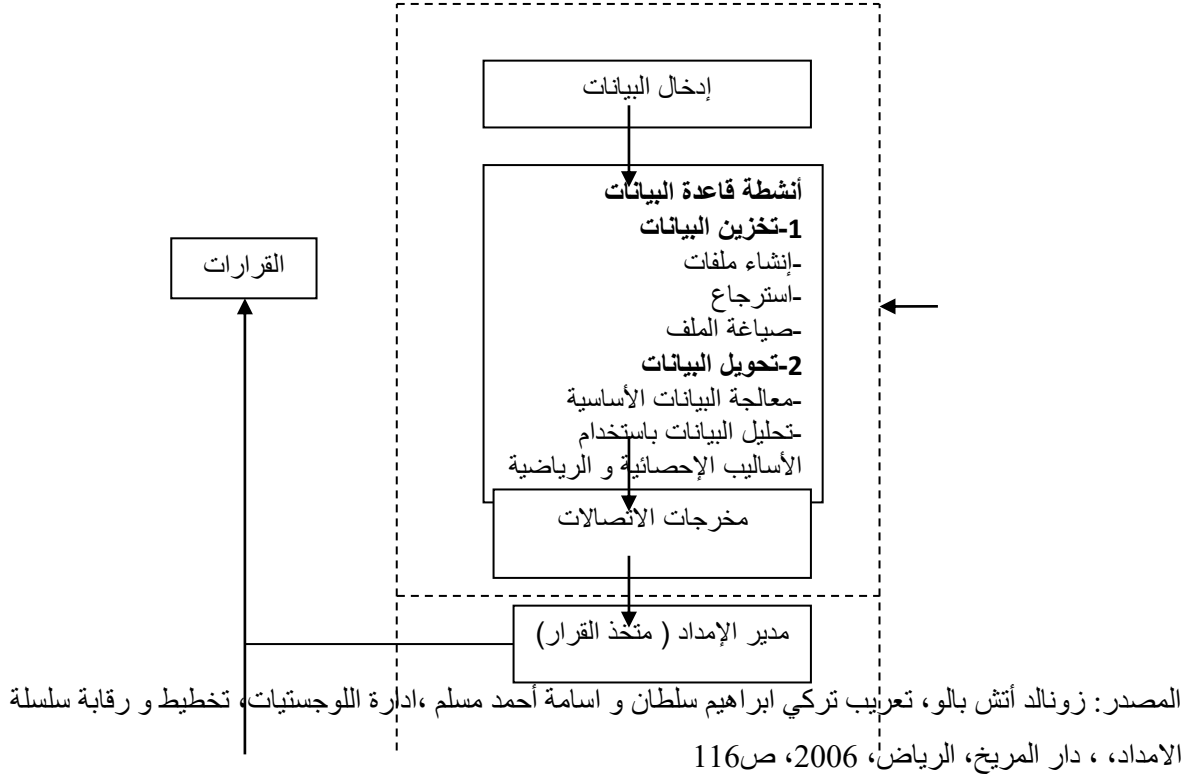 إدخال البيانات
أنشطة قاعدة البيانات
1-تخزين البيانات
-إنشاء ملفات
-استرجاع
-صياغة الملف
2-تحويل البيانات
-معالجة البيانات الأساسية
-تحليل البيانات باستخدام
الأساليب الإحصائية و الرياضية
القرارات
مخرجات الاتصالات
مدير الإمداد ( متخذ القرار)
المصدر: زونالد أتش بالو، تعريب تركي ابراهيم سلطان و اسامة أحمد مسلم ،ادارة اللوجستيات، تخطيط و رقابة سلسلة
الامداد، ، دار المريخ، الرياض، 2006، ص116